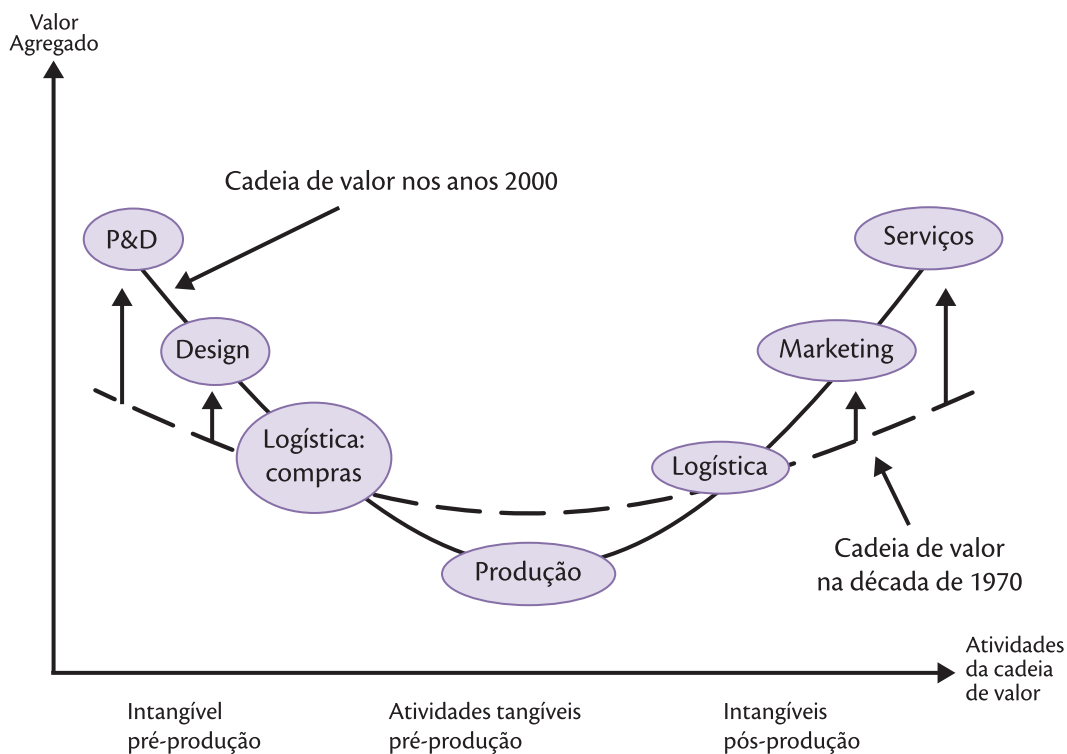 Valor
Agregado
Cadeia de valor nos anos 2000
P&D
Serviços
Design
Marketing
Logística:
compras
Logística
Produção
Cadeia de valor
na década de 1970
Atividades
da cadeia
de valor
Intangível
pré-produção
Atividades tangíveis
pré-produção
Intangíveis
pós-produção